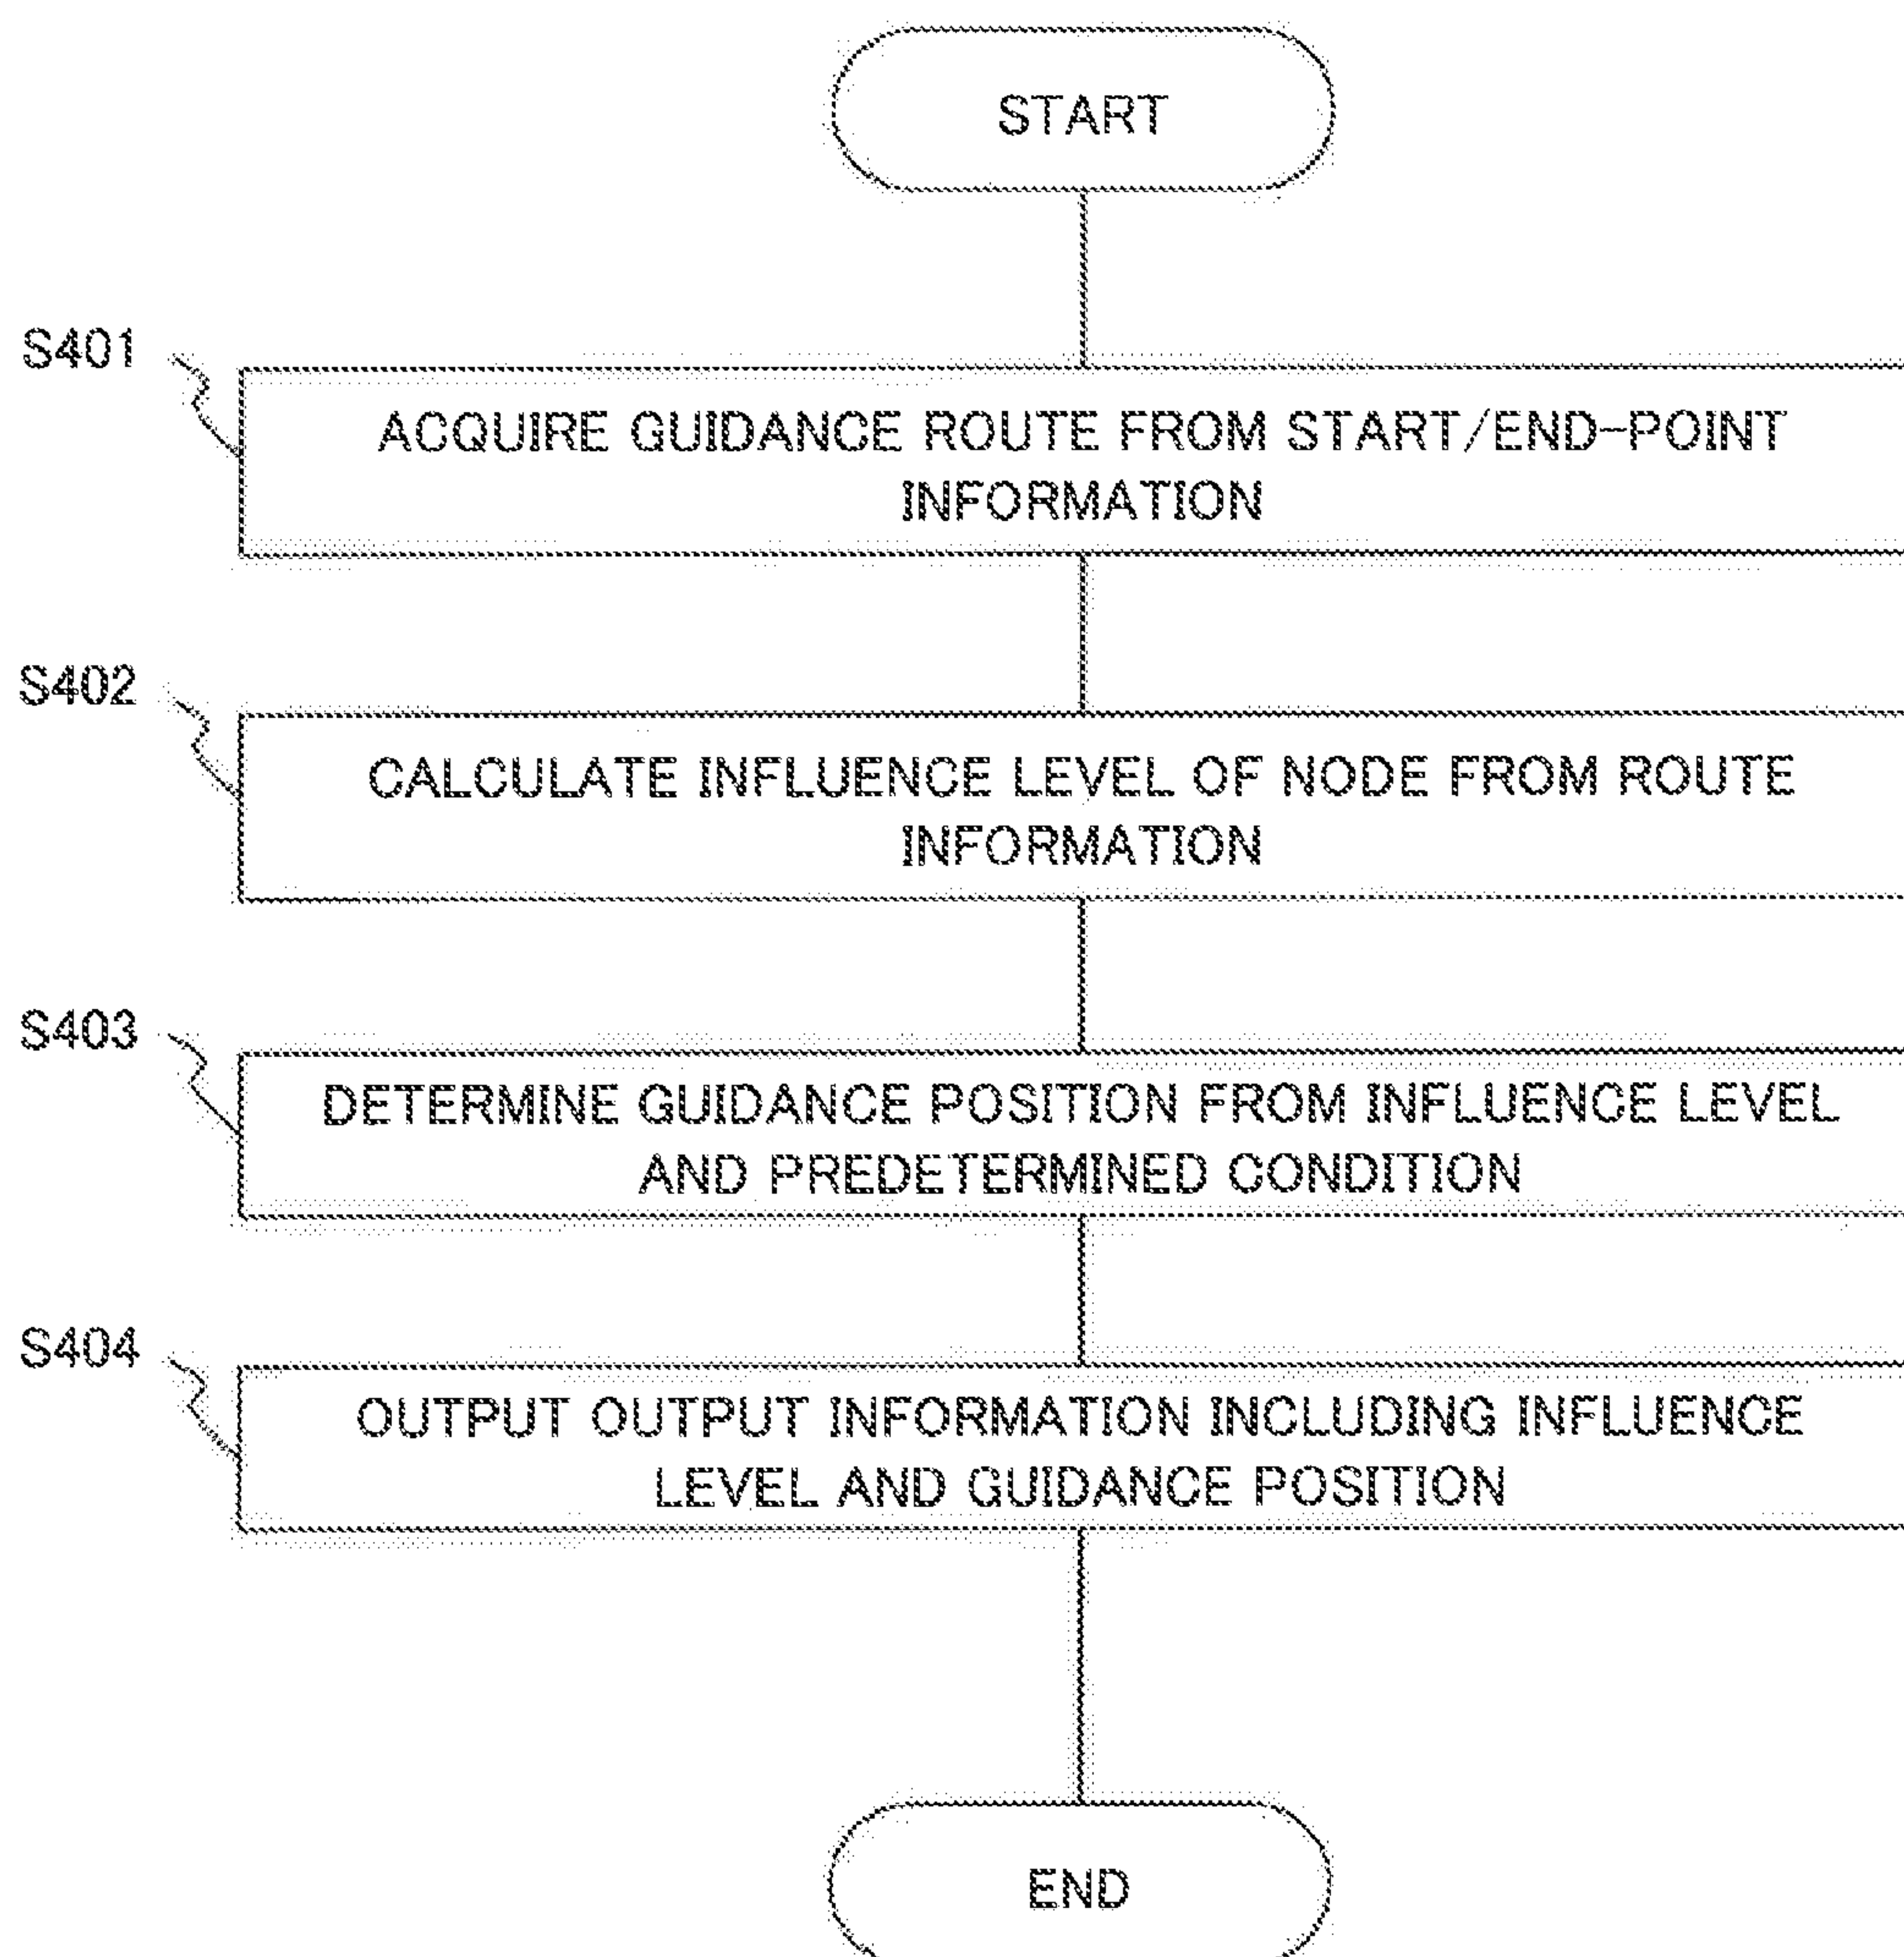 START
S401
ACQUIRE GUIDANCE ROUTE FROM START/END-POINT
INFORMATION
S402
CALCULATE INFLUENCE LEVEL OF NODE FROM ROUTE
INFORMATION
S403
DETERMINE GUIDANCE POSITION FROM INFLUENCE LEVEL
AND PREDETERMINED CONDITION
S404
OUTPUT OUTPUT INFORMATION INCLUDING INFLUENCE
LEVEL AND GUIDANCE POSITION
END